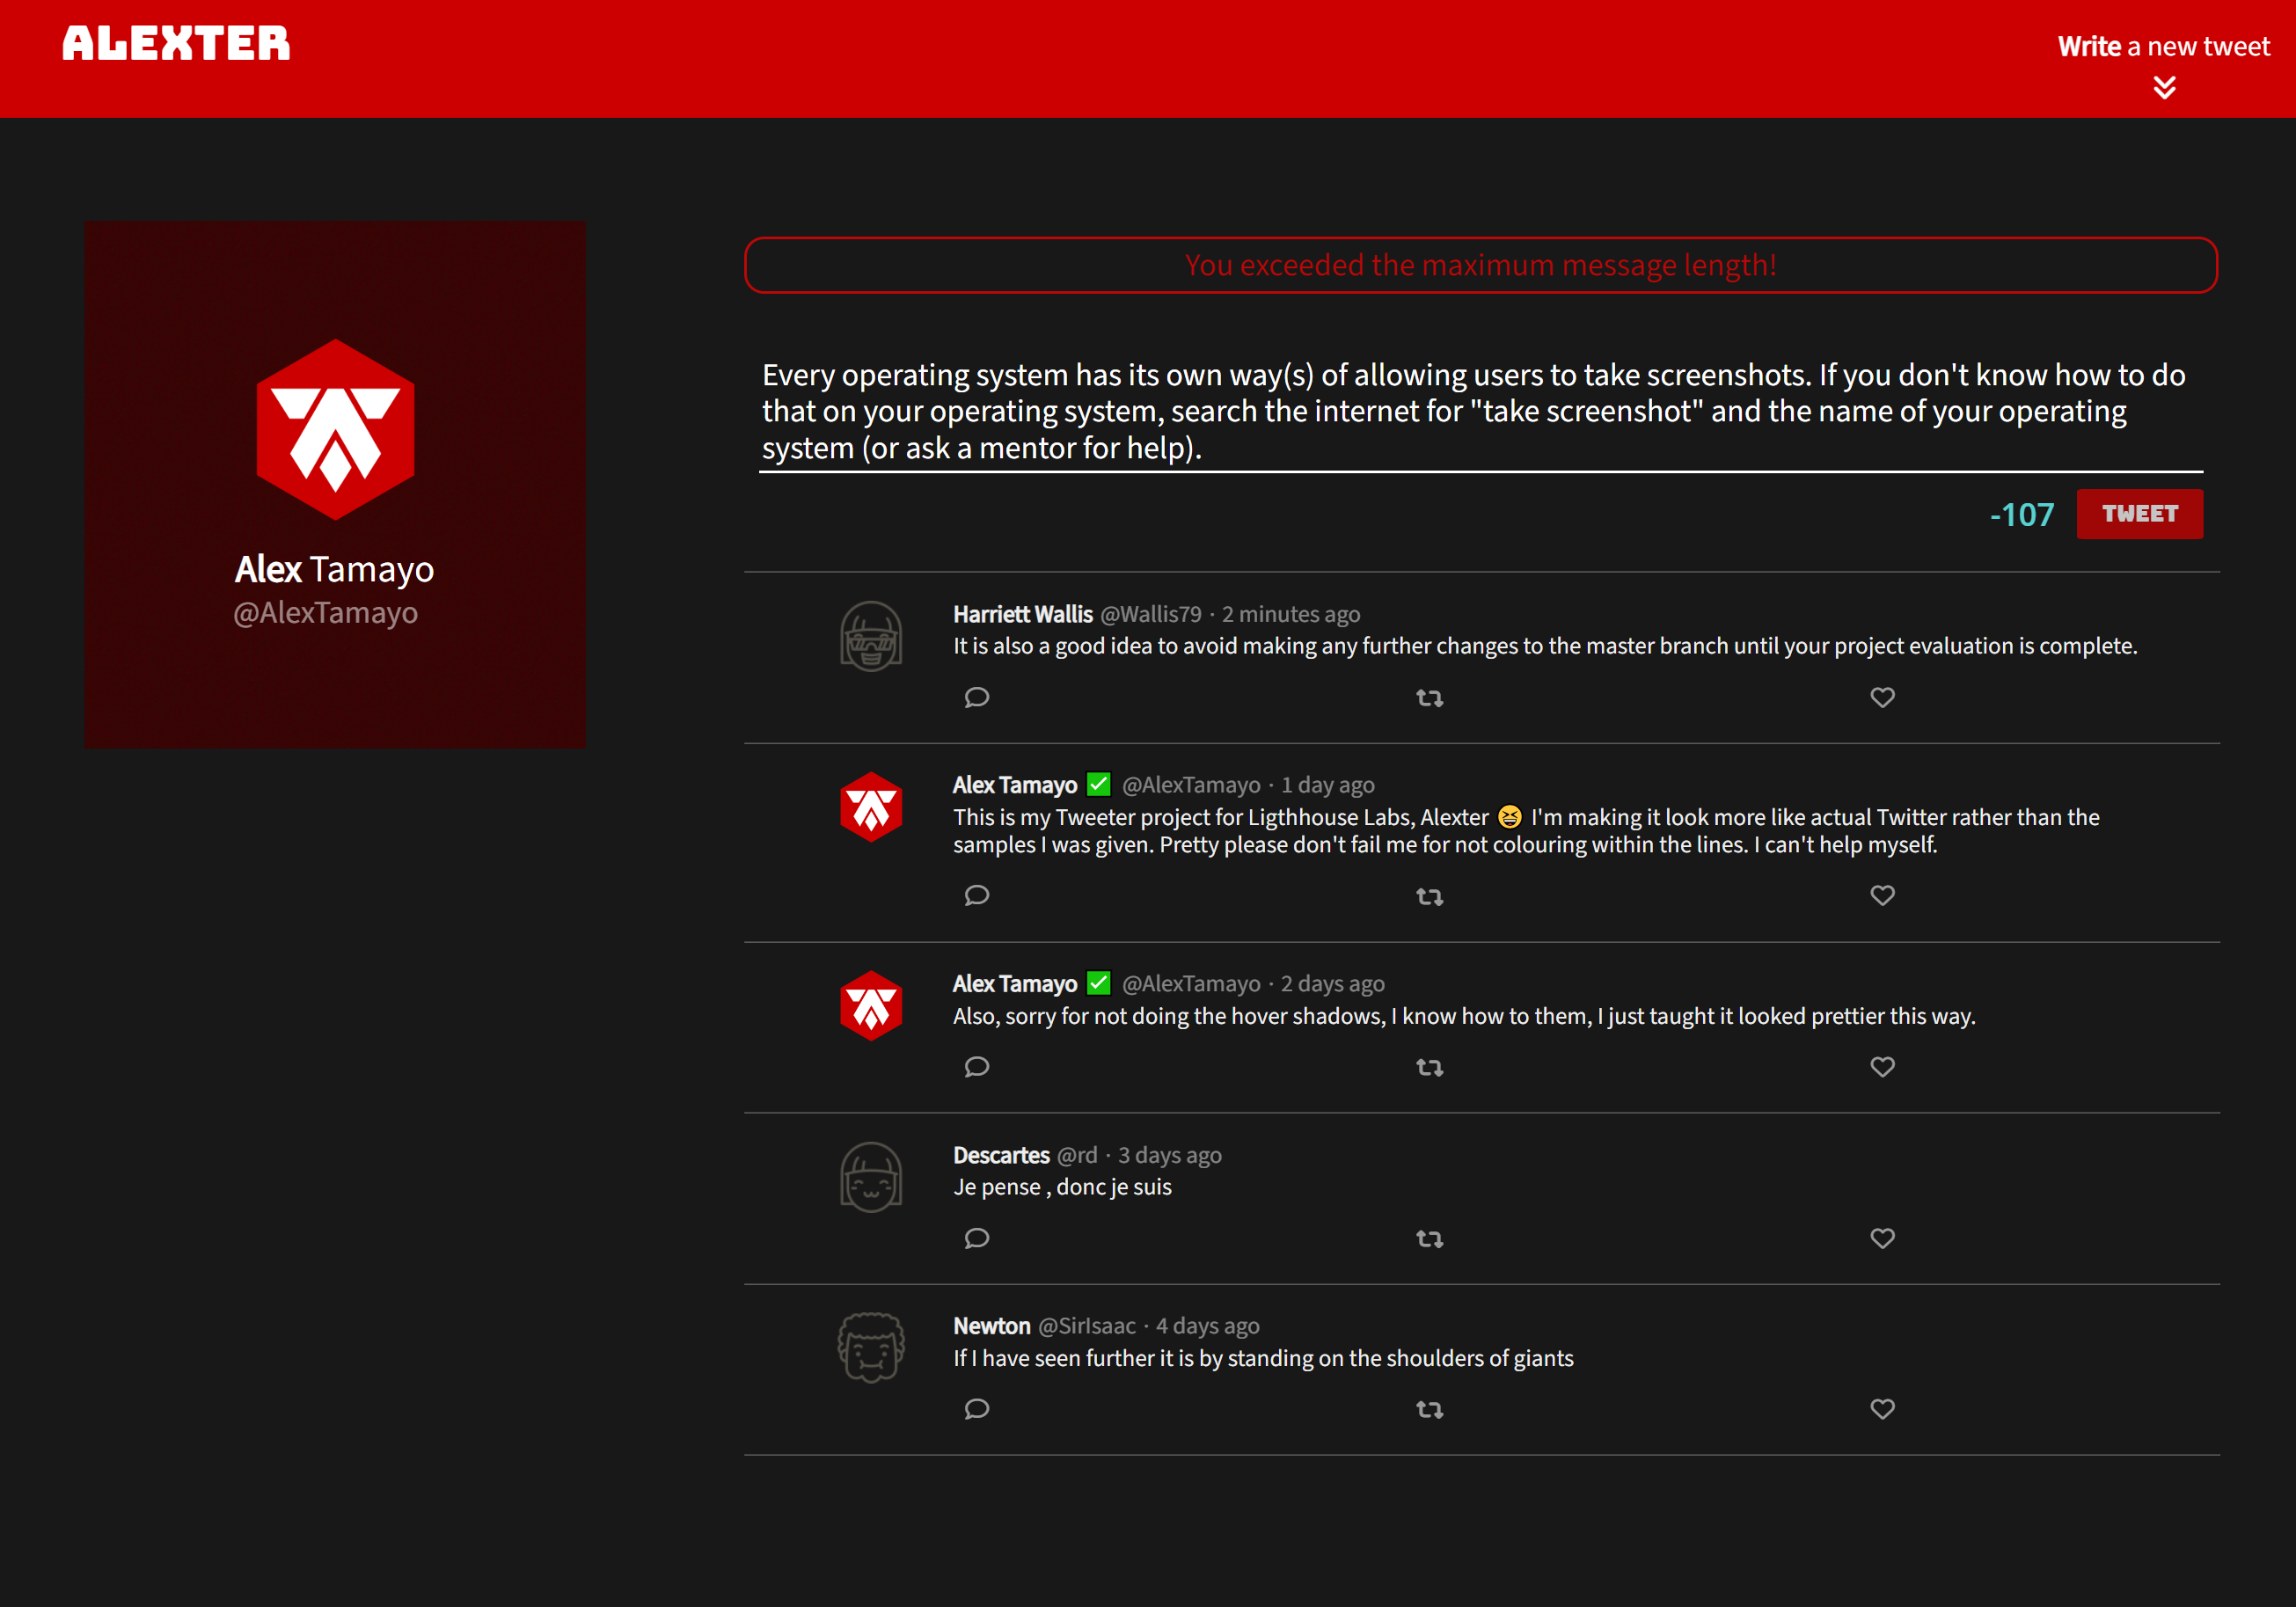 ALEXTER
Write a new tweet
Alex Tamayo
@AlexTamayo
You exceeded the maximum message length!
Every operating system has its own way(s) of allowing users to take screenshots. If you don't know how to do
that on your operating system, search the internet for "take screenshot" and the name of your operating
system (or ask a mentor for help).
-107 TWEET
Harriett Wallis @Wallis79 · 2 minutes ago
It is also a good idea to avoid making any further changes to the master branch until your project evaluation is complete.
Alex Tamayo ✅ @AlexTamayo · 1 day ago
This is my Tweeter project for Ligthhouse Labs, Alexter 😆 I'm making it look more like actual Twitter rather than the
samples I was given. Pretty please don't fail me for not colouring within the lines. I can't help myself.
Alex Tamayo ✅ @AlexTamayo · 2 days ago
Also, sorry for not doing the hover shadows, I know how to them, I just taught it looked prettier this way.
Descartes @rd · 3 days ago
Je pense , donc je suis
Newton @SirIsaac · 4 days ago
If I have seen further it is by standing on the shoulders of giants